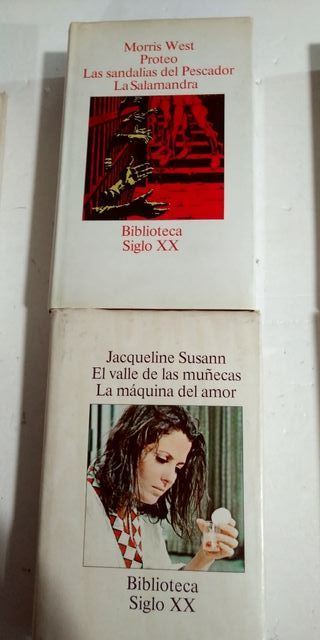 Morris West
Proteo
Las sandalias del Pescador
La Salamandra
Biblioteca
Siglo XX
Jacqueline Susann
El valle de las muñecas
La máquina del amor
Biblioteca
Siglo XX